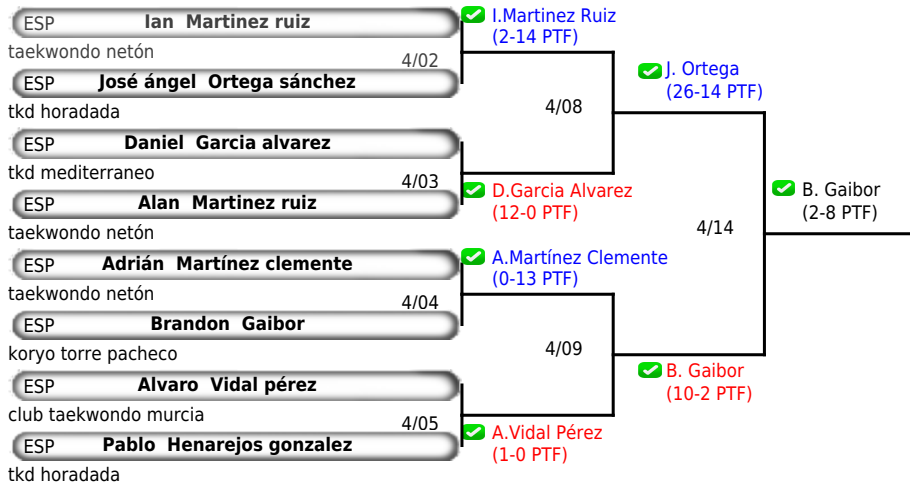 ESP Ian Martinez ruiz
taekwondo netón
4/02
ESP José ángel Ortega sánchez
tkd horadada
I.Martinez Ruiz
(2-14 PTF)
ESP Daniel Garcia alvarez
tkd mediterraneo
4/03
ESP Alan Martinez ruiz
taekwondo netón
D.Garcia Alvarez
(12-0 PTF)
4/08
J. Ortega
(26-14 PTF)
ESP Adrián Martínez clemente
taekwondo netón
4/04
ESP Brandon Gaibor
koryo torre pacheco
A.Martínez Clemente
(0-13 PTF)
ESP Alvaro Vidal pérez
club taekwondo murcia
4/05
ESP Pablo Henarejos gonzalez
tkd horadada
A.Vidal Pérez
(1-0 PTF)
4/09
B. Gaibor
(10-2 PTF)
4/14
B. Gaibor
(2-8 PTF)